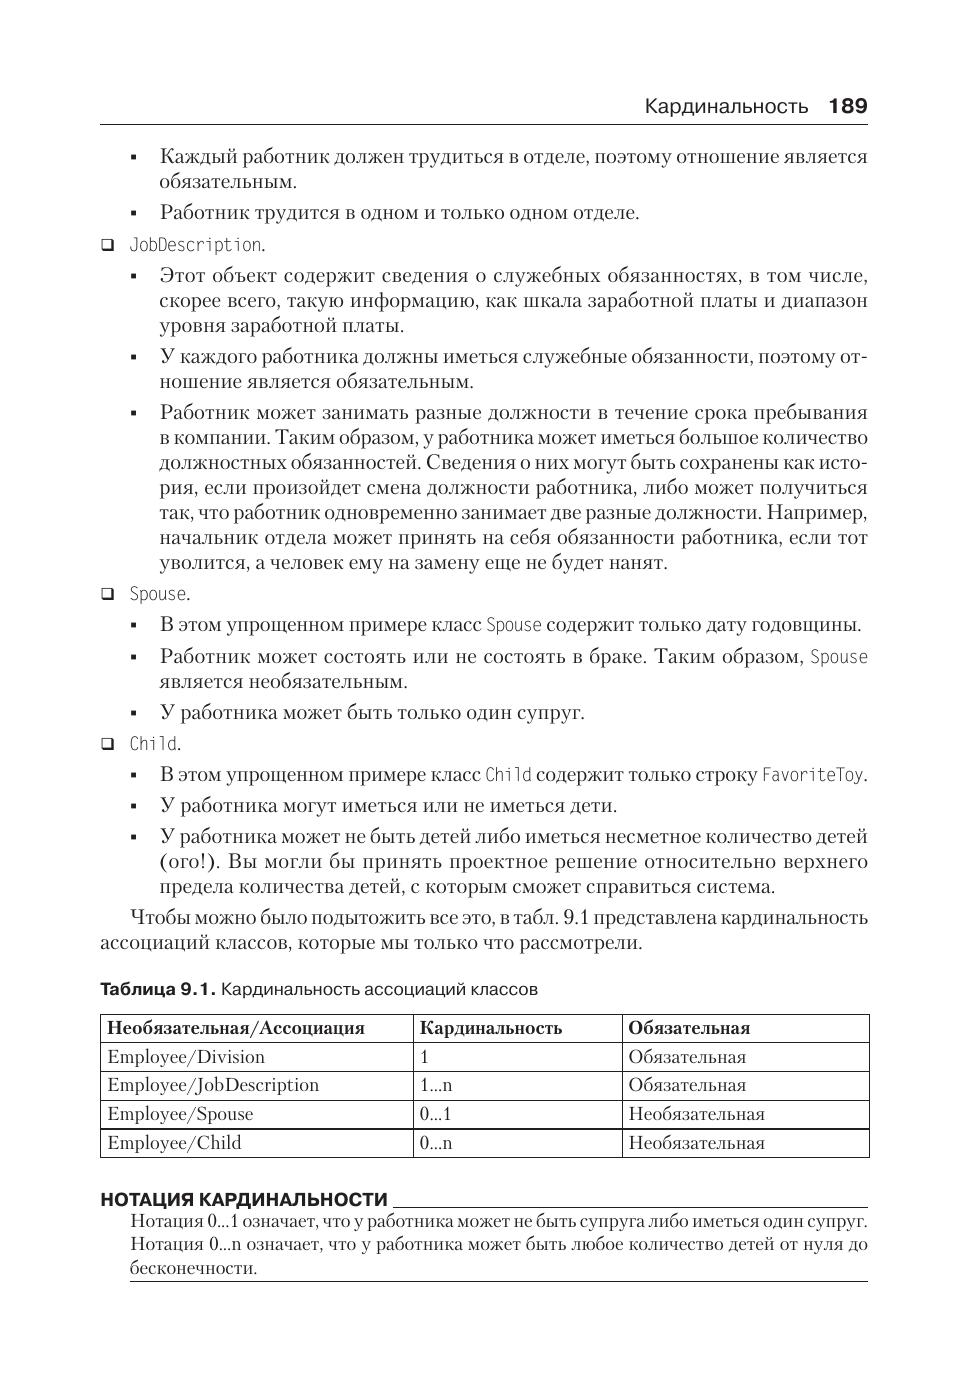 Кардинальность 189
▪ Каждый работник должен трудиться в отделе, поэтому отношение является
обязательным.
▪ Работник трудится в одном и только одном отделе.
❑ JobDescription.
▪ Этот объект содержит сведения о служебных обязанностях, в том числе,
скорее всего, такую информацию, как шкала заработной платы и диапазон
уровня заработной платы.
▪ У каждого работника должны иметься служебные обязанности, поэтому от-
ношение является обязательным.
▪ Работник может занимать разные должности в течение срока пребывания
в компании. Таким образом, у работника может иметься большое количество
должностных обязанностей. Сведения о них могут быть сохранены как исто-
рия, если произойдет смена должности работника, либо может получиться
так, что работник одновременно занимает две разные должности. Например,
начальник отдела может принять на себя обязанности работника, если тот
уволится, а человек ему на замену еще не будет нанят.
❑ Spouse.
▪ В этом упрощенном примере класс Spouse содержит только дату годовщины.
▪ Работник может состоять или не состоять в браке. Таким образом, Spouse
является необязательным.
▪ У работника может быть только один супруг.
❑ Child.
▪ В этом упрощенном примере класс Child содержит только строку FavoriteToy.
▪ У работника могут иметься или не иметься дети.
▪ У работника может не быть детей либо иметься несметное количество детей
(ого!). Вы могли бы принять проектное решение относительно верхнего
предела количества детей, с которым сможет справиться система.
Чтобы можно было подытожить все это, в табл. 9.1 представлена кардинальность
ассоциаций классов, которые мы только что рассмотрели.
Таблица 9.1. Кардинальность ассоциаций классов
Необязательная/Ассоциация Кардинальность Обязательная
Employee/Division 1 Обязательная
Employee/JobDescription 1...n Обязательная
Employee/Spouse 0...1 Необязательная
Employee/Child 0...n Необязательная
НОТАЦИЯ КАРДИНАЛЬНОСТИ
Нотация 0...1 означает, что у работника может не быть супруга либо иметься один супруг.
Нотация 0...n означает, что у работника может быть любое количество детей от нуля до
бесконечности.